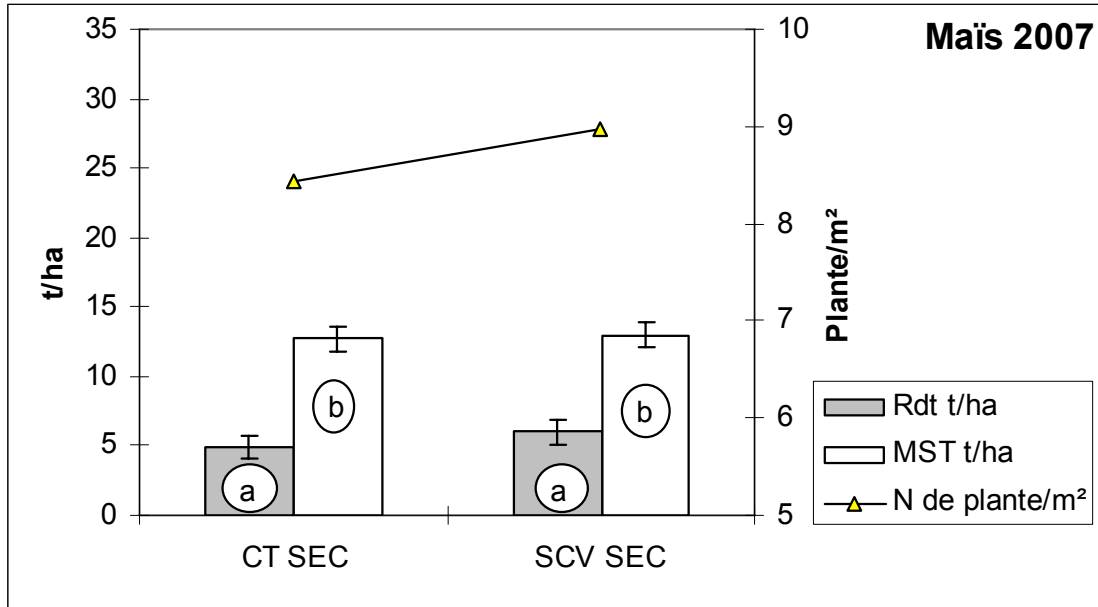 Maïs 2007
35
30
25
20
15
10
5
0
t/ha
10
9
8
7
6
5
Plante/m²
a
b
a
b
CT SEC
SCV SEC
Rdt t/ha
MST t/ha
N de plante/m²